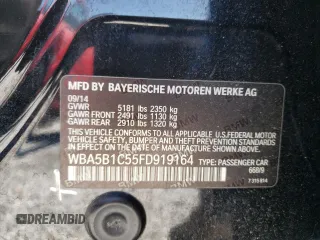 MFD BY BAYERISCHE MOTOREN WERKE AG
09/14
GVWR 5181 lbs 2350 kg
GAWR FRONT 2491 lbs 1130 kg
GAWR REAR 2910 lbs 1320 kg
THIS VEHICLE CONFORMS TO ALL APPLICABLE U.S. FEDERAL
MOTOR VEHICLE SAFETY, BUMPER, AND THEFT PREVENTION
STANDARDS IN EFFECT ON THE DATE OF MANUFACTURE SHOWN ABOVE.
WBA5B1C55FD919164 TYPE: PASSENGER CAR
668/9
DREAMBID